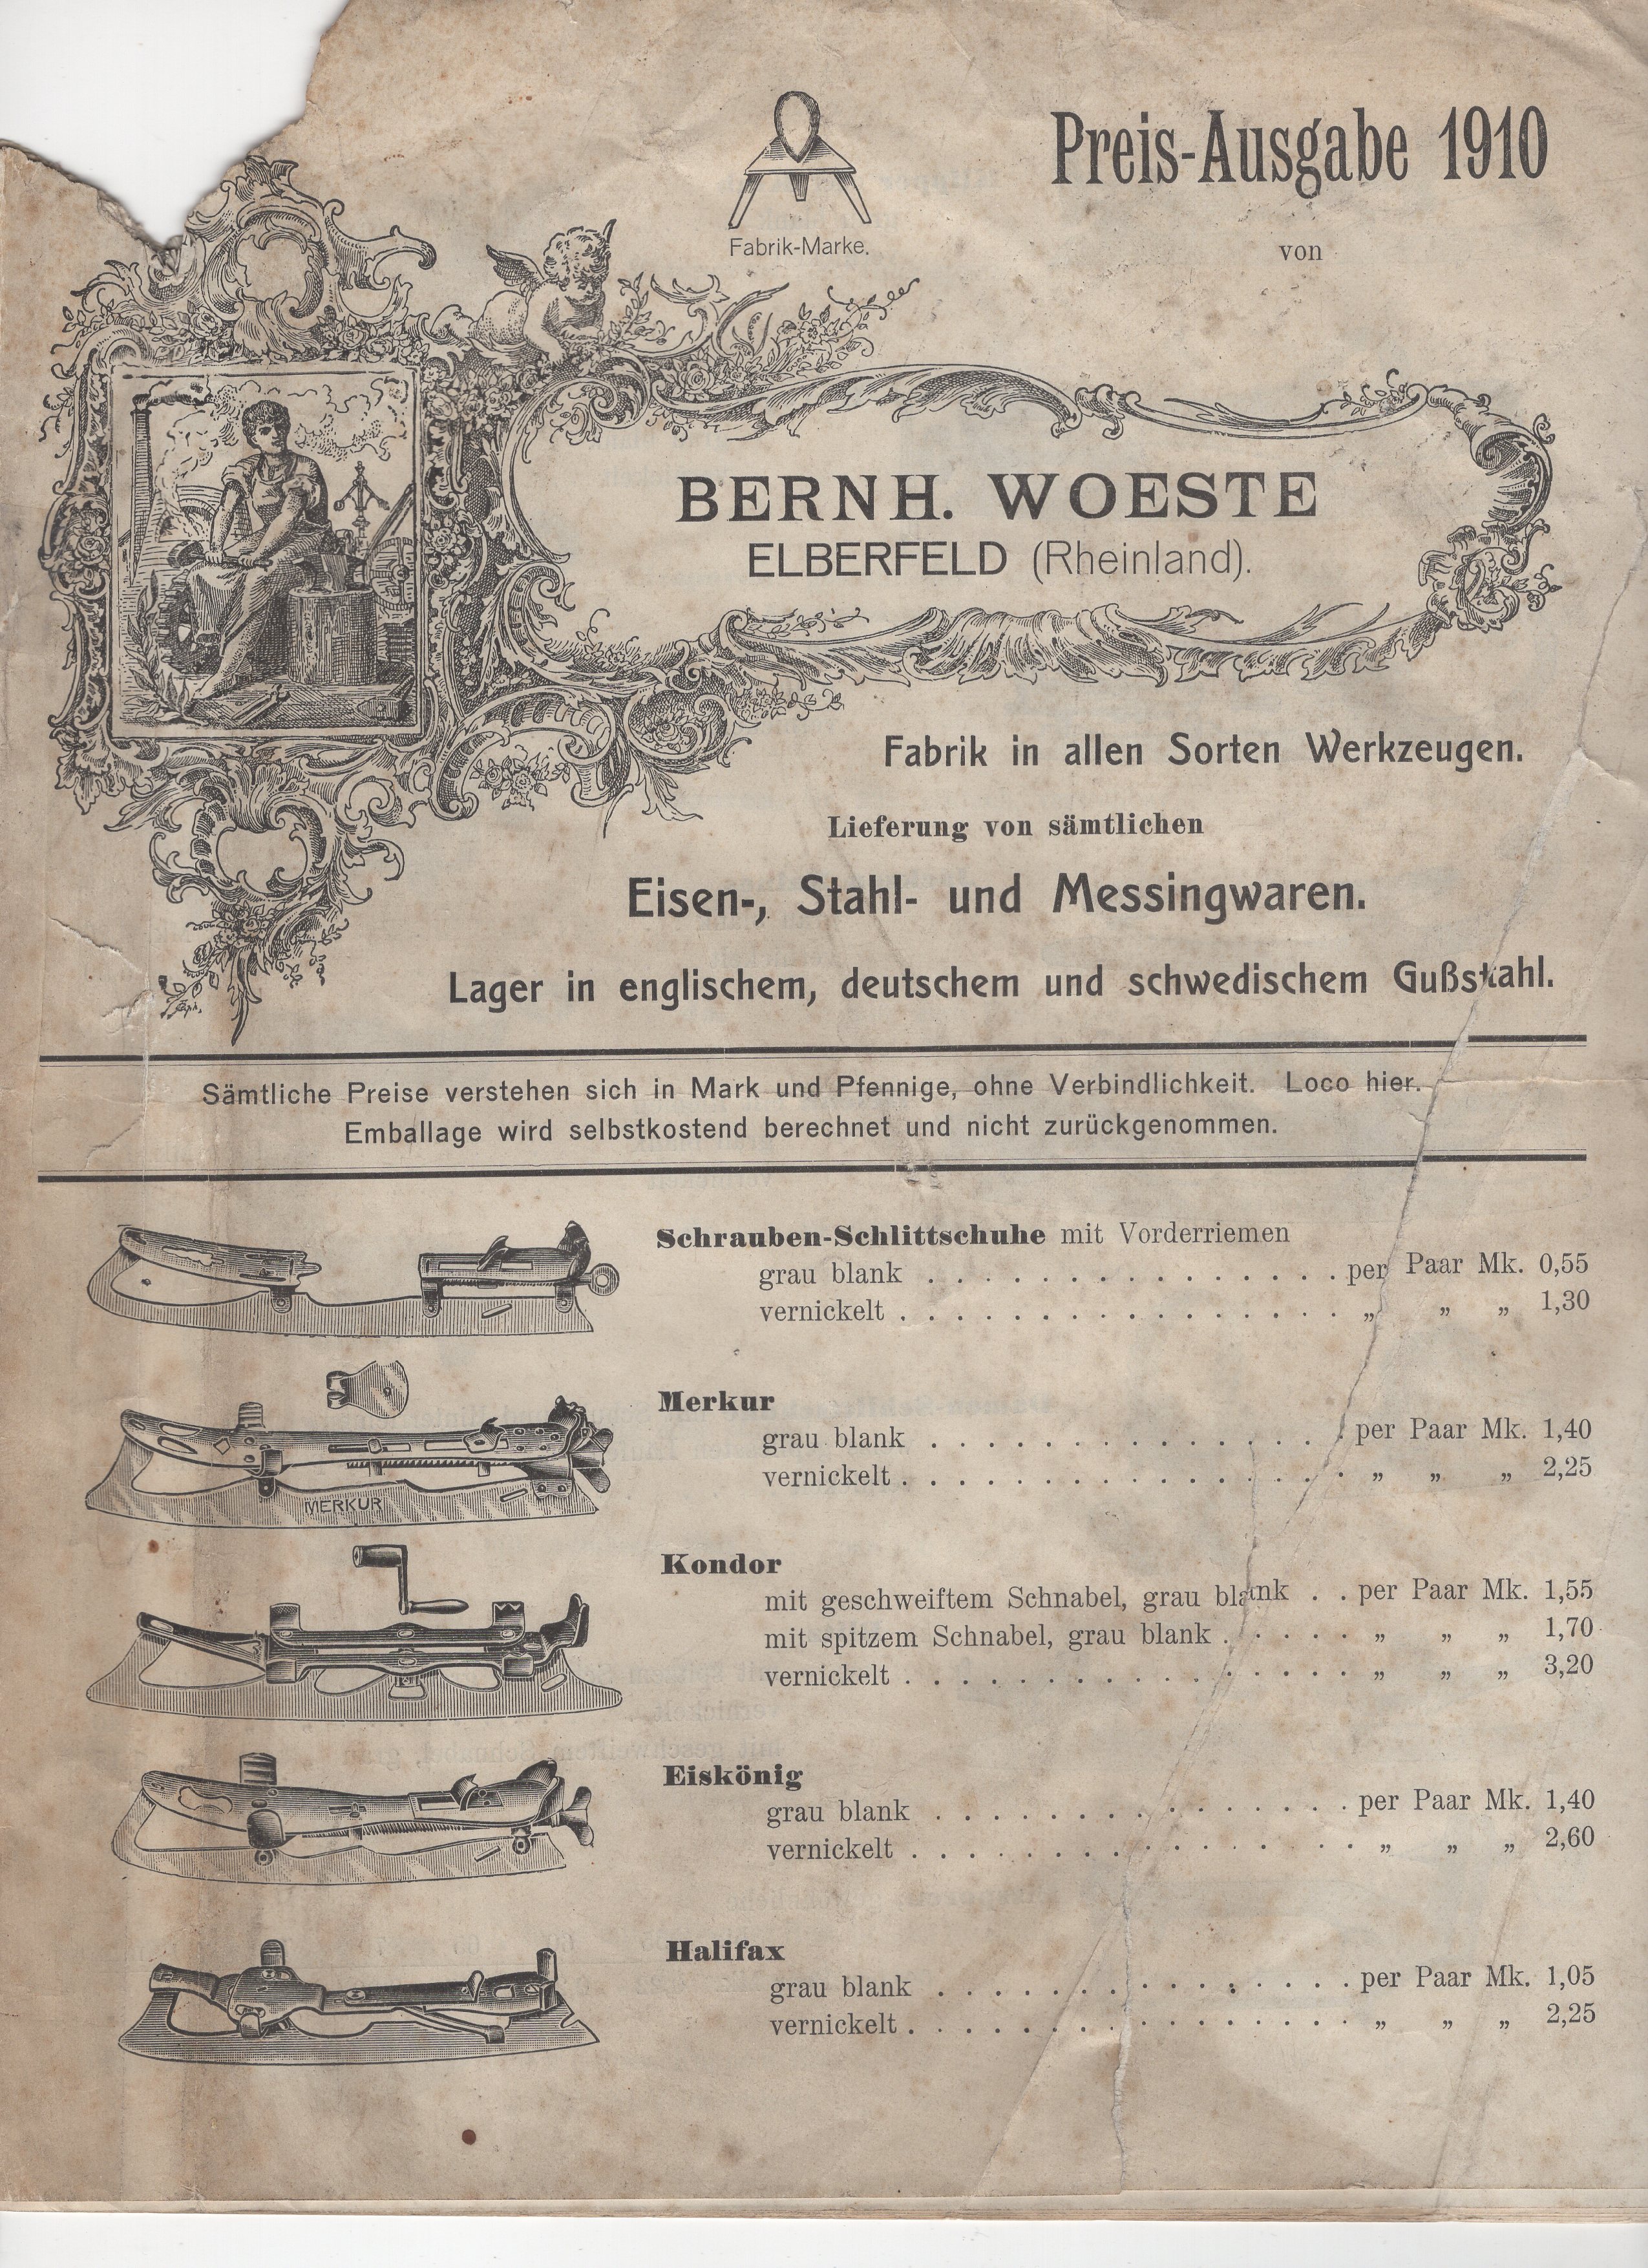 Preis-Ausgabe 1910
von
Fabrik-Marke.
BERNH. WOESTE
ELBERFELD (Rheinland).
Fabrik in allen Sorten Werkzeugen.
Lieferung von sämtlichen
Eisen-, Stahl- und Messingwaren.
Lager in englischem, deutschem und schwedischem Gußstahl.
Sämtliche Preise verstehen sich in Mark und Pfennige, ohne Verbindlichkeit. Loco hier.
Emballage wird selbstkostend berechnet und nicht zurückgenommen.
Schrauben-Schlittschuhe mit Vorderriemen
grau blank . . . . . . . . . . . . . . . per Paar Mk. 0,55
vernickelt . . . . . . . . . . . . . . . . „ „ „ 1,30
Merkur
grau blank . . . . . . . . . . . . . . . per Paar Mk. 1,40
vernickelt . . . . . . . . . . . . . . . . „ „ „ 2,25
MERKUR
Kondor
mit geschweiftem Schnabel, grau blank . . per Paar Mk. 1,55
mit spitzem Schnabel, grau blank . . . . . „ „ „ 1,70
vernickelt . . . . . . . . . . . . . . . . „ „ „ 3,20
Eiskönig
grau blank . . . . . . . . . . . . . . . per Paar Mk. 1,40
vernickelt . . . . . . . . . . . . . . . . „ „ „ 2,60
Halifax
grau blank . . . . . . . . . . . . . . . per Paar Mk. 1,05
vernickelt . . . . . . . . . . . . . . . . „ „ „ 2,25